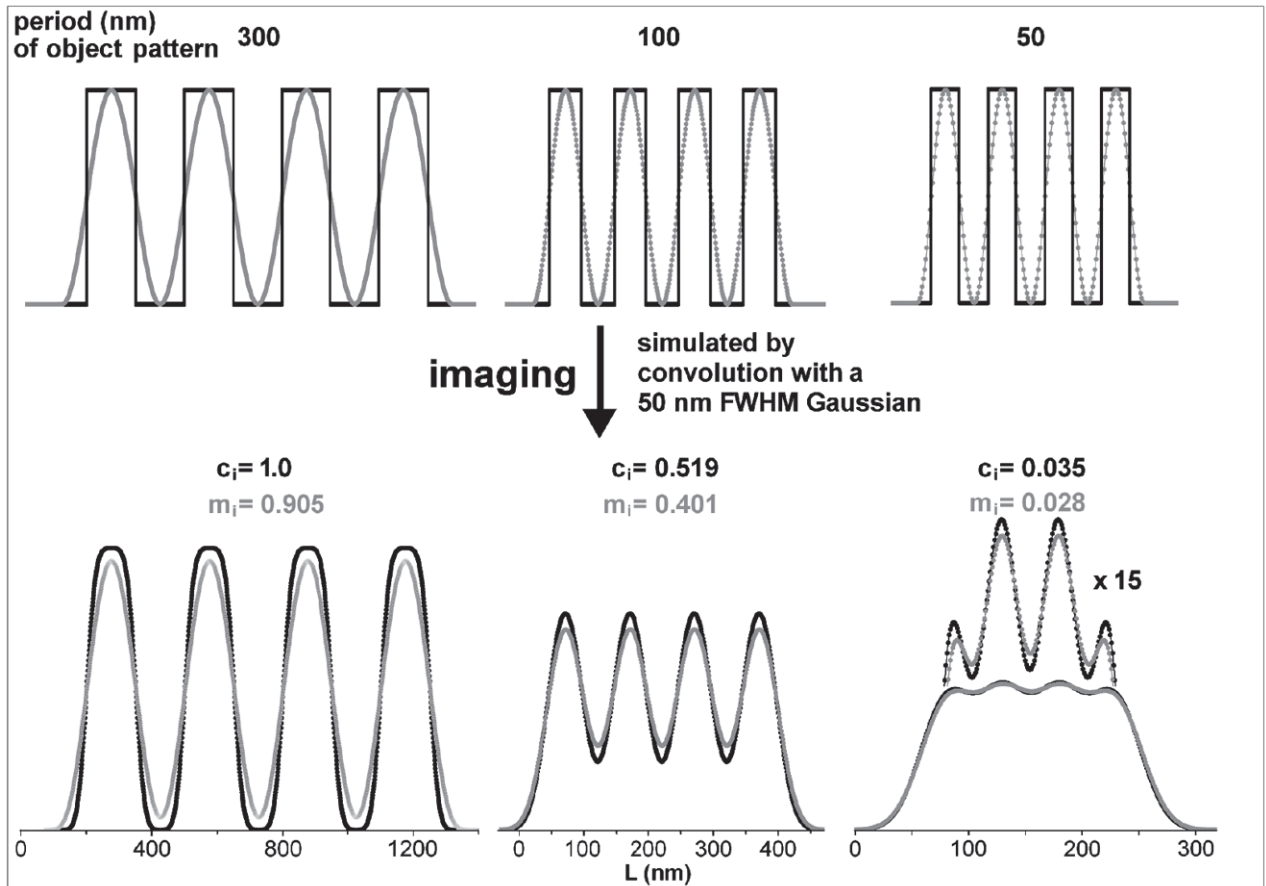 period (nm)
of object pattern
300
100
50
imaging
simulated by
convolution with a
50 nm FWHM Gaussian
cᵢ= 1.0
mᵢ= 0.905
cᵢ= 0.519
mᵢ= 0.401
cᵢ= 0.035
mᵢ= 0.028
x 15
0 400 800 1200
0 100 200 300 400
0 100 200 300
L (nm)